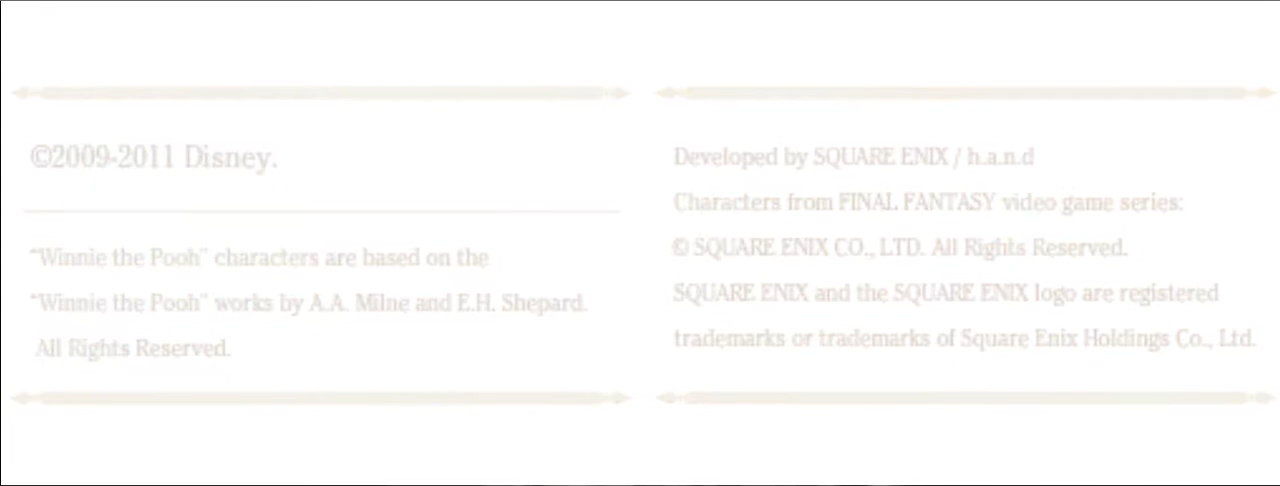 ©2009-2011 Disney.
“Winnie the Pooh” characters are based on the
“Winnie the Pooh” works by A.A. Milne and E.H. Shepard.
All Rights Reserved.
Developed by SQUARE ENIX / h.a.n.d
Characters from FINAL FANTASY video game series:
© SQUARE ENIX CO., LTD. All Rights Reserved.
SQUARE ENIX and the SQUARE ENIX logo are registered
trademarks or trademarks of Square Enix Holdings Co., Ltd.